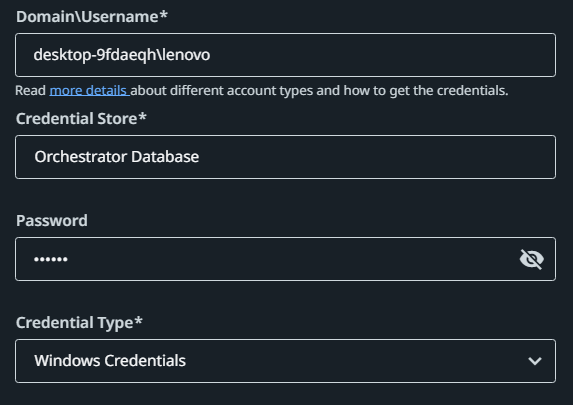 Domain\Username*
desktop-9fdaeqh\lenovo
Read more details about different account types and how to get the credentials.
Credential Store*
Orchestrator Database
Password
••••••
Credential Type*
Windows Credentials